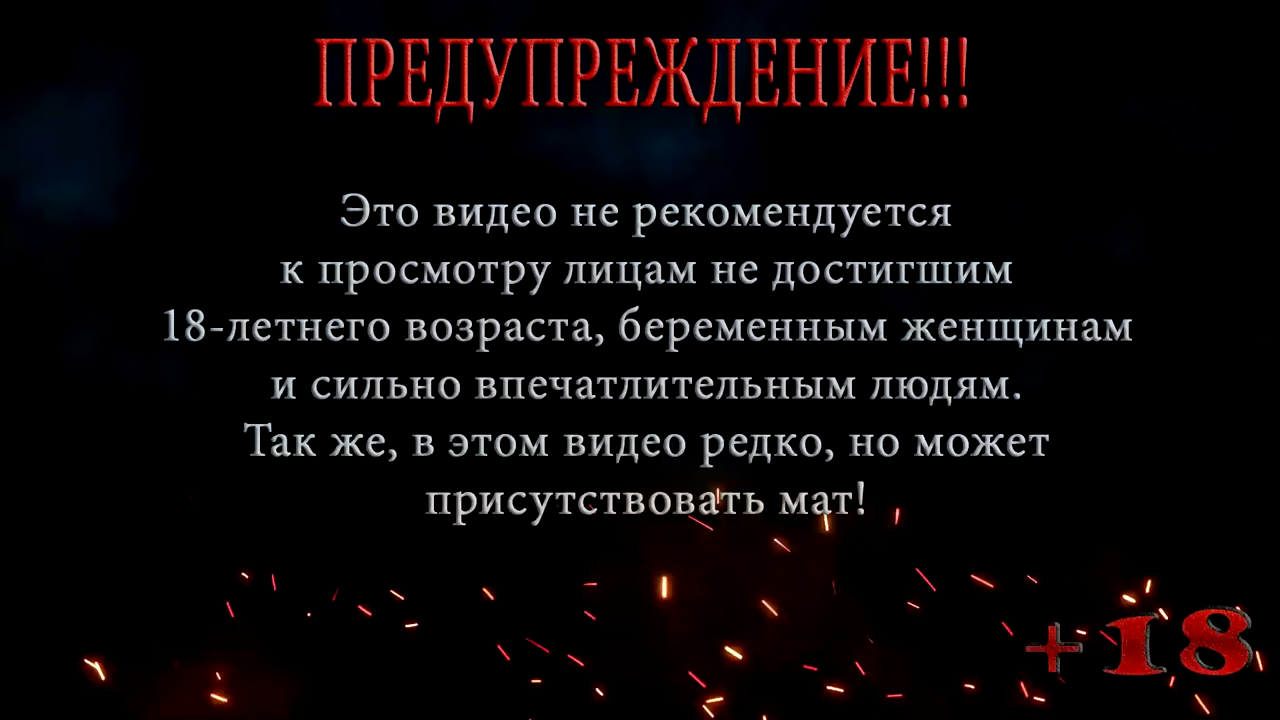 ПРЕДУПРЕЖДЕНИЕ!!!
Это видео не рекомендуется
к просмотру лицам не достигшим
18-летнего возраста, беременным женщинам
и сильно впечатлительным людям.
Так же, в этом видео редко, но может
присутствовать мат!
+18